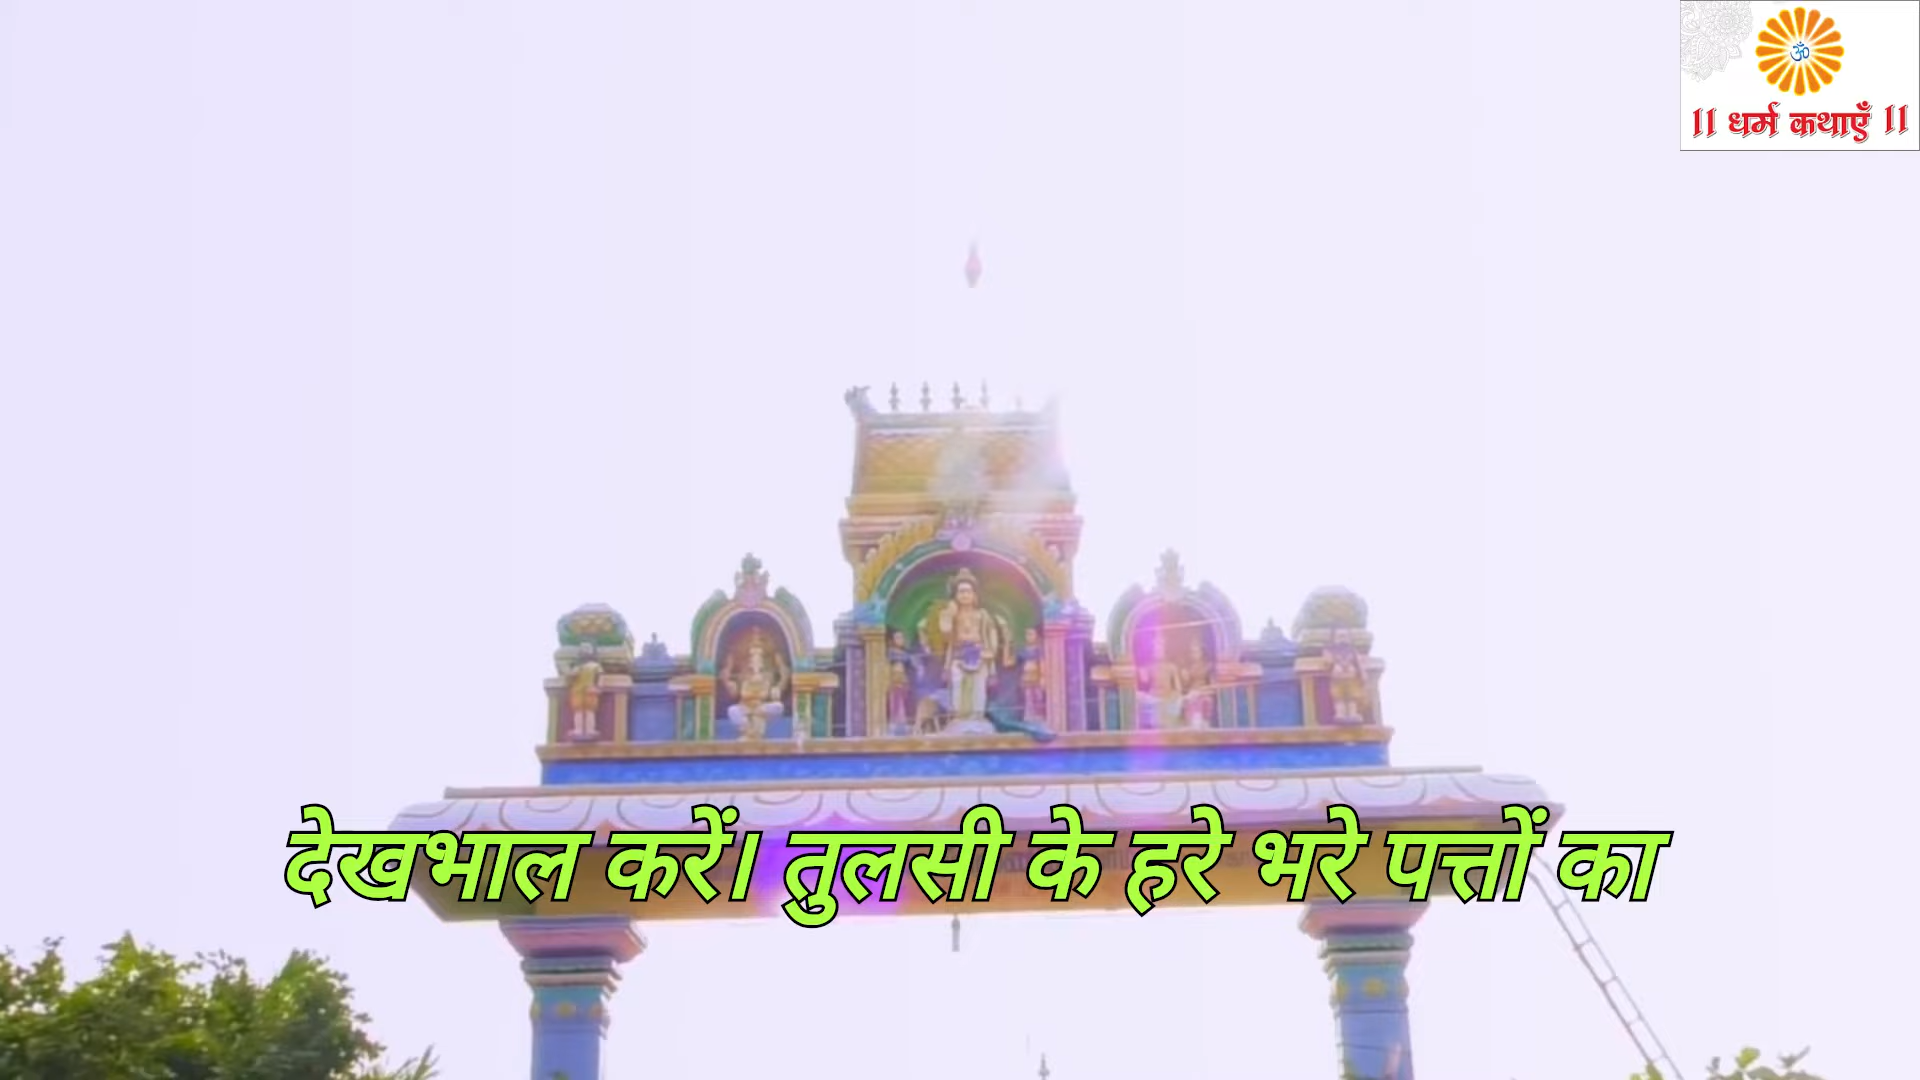 ॐ
।। धर्म कथाएँ ।।
देखभाल करें। तुलसी के हरे भरे पत्तों का